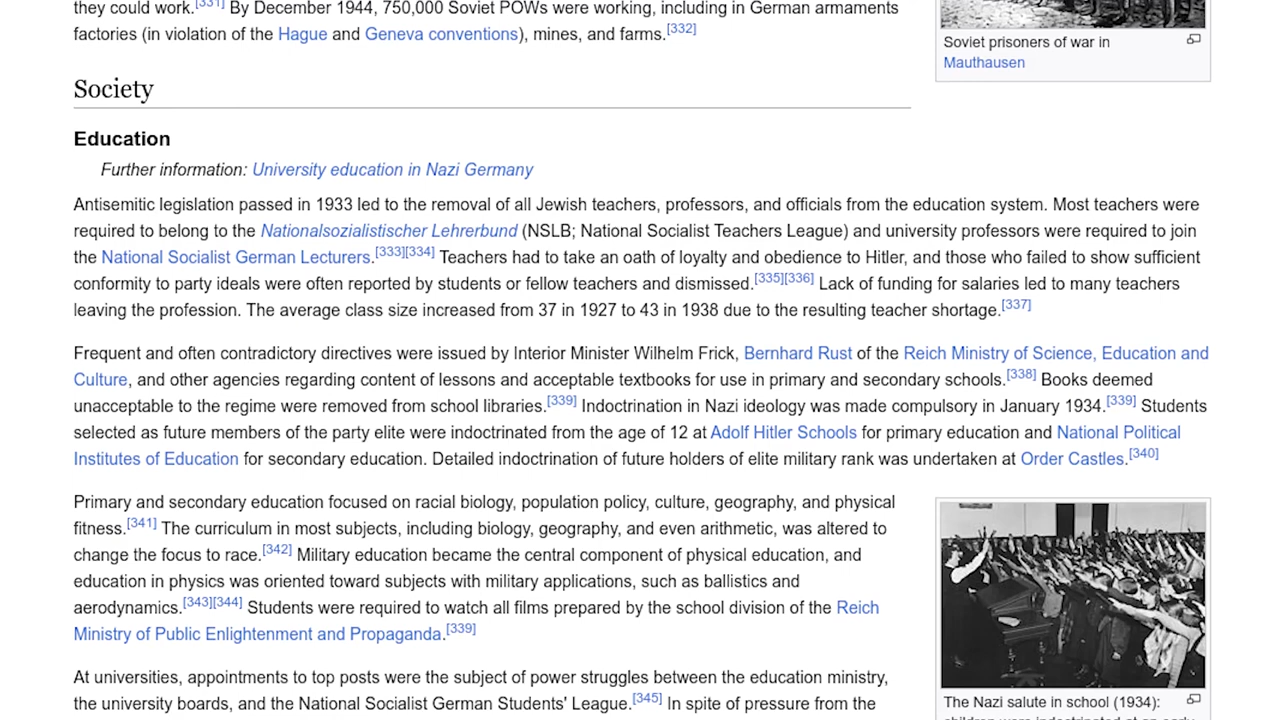 they could work.[331] By December 1944, 750,000 Soviet POWs were working, including in German armaments
factories (in violation of the Hague and Geneva conventions), mines, and farms.[332]
Soviet prisoners of war in
Mauthausen
Society
Education
Further information: University education in Nazi Germany
Antisemitic legislation passed in 1933 led to the removal of all Jewish teachers, professors, and officials from the education system. Most teachers were
required to belong to the Nationalsozialistischer Lehrerbund (NSLB; National Socialist Teachers League) and university professors were required to join
the National Socialist German Lecturers.[333][334] Teachers had to take an oath of loyalty and obedience to Hitler, and those who failed to show sufficient
conformity to party ideals were often reported by students or fellow teachers and dismissed.[335][336] Lack of funding for salaries led to many teachers
leaving the profession. The average class size increased from 37 in 1927 to 43 in 1938 due to the resulting teacher shortage.[337]
Frequent and often contradictory directives were issued by Interior Minister Wilhelm Frick, Bernhard Rust of the Reich Ministry of Science, Education and
Culture, and other agencies regarding content of lessons and acceptable textbooks for use in primary and secondary schools.[338] Books deemed
unacceptable to the regime were removed from school libraries.[339] Indoctrination in Nazi ideology was made compulsory in January 1934.[339] Students
selected as future members of the party elite were indoctrinated from the age of 12 at Adolf Hitler Schools for primary education and National Political
Institutes of Education for secondary education. Detailed indoctrination of future holders of elite military rank was undertaken at Order Castles.[340]
Primary and secondary education focused on racial biology, population policy, culture, geography, and physical
fitness.[341] The curriculum in most subjects, including biology, geography, and even arithmetic, was altered to
change the focus to race.[342] Military education became the central component of physical education, and
education in physics was oriented toward subjects with military applications, such as ballistics and
aerodynamics.[343][344] Students were required to watch all films prepared by the school division of the Reich
Ministry of Public Enlightenment and Propaganda.[339]
At universities, appointments to top posts were the subject of power struggles between the education ministry,
the university boards, and the National Socialist German Students' League.[345] In spite of pressure from the
The Nazi salute in school (1934):
children were indoctrinated at an early